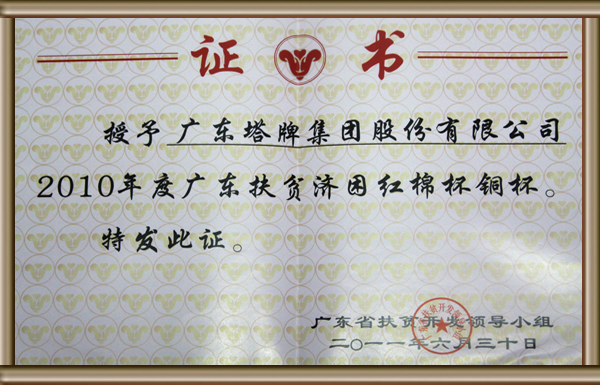 证书
授予广东塔牌集团股份有限公司
2010年度广东扶贫济困红棉杯铜杯。
特发此证。
广东省扶贫开发领导小组
二〇一一年六月三十日